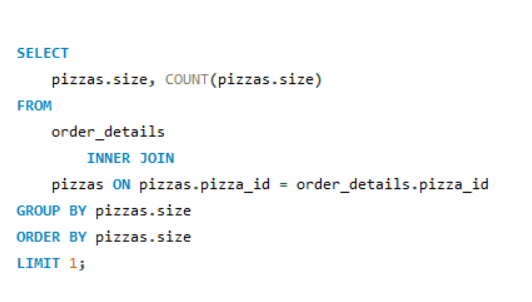 SELECT
pizzas.size, COUNT(pizzas.size)
FROM
order_details
INNER JOIN
pizzas ON pizzas.pizza_id = order_details.pizza_id
GROUP BY pizzas.size
ORDER BY pizzas.size
LIMIT 1;